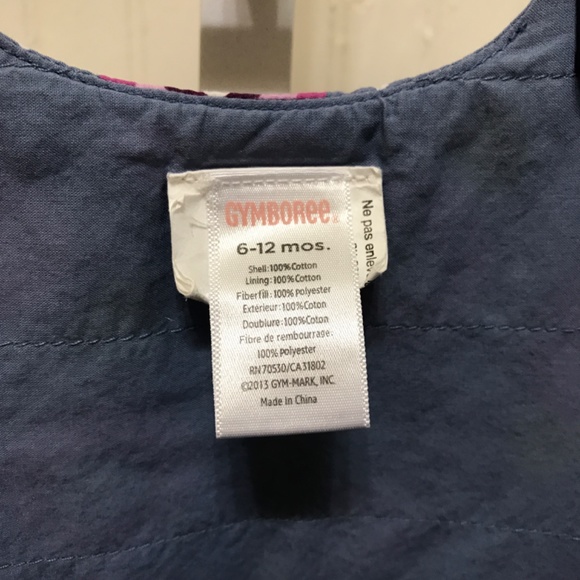 GYMBOREE
6-12 mos.
Shell:100%Cotton
Lining:100%Cotton
Fiberfill:100% Polyester
Exterieur:100%Coton
Doublure:100%Coton
Fibre de rembourrage:
100% Polyester
RN70530/CA31802
©2013 GYM-MARK, INC.
Made in China
Ne pas